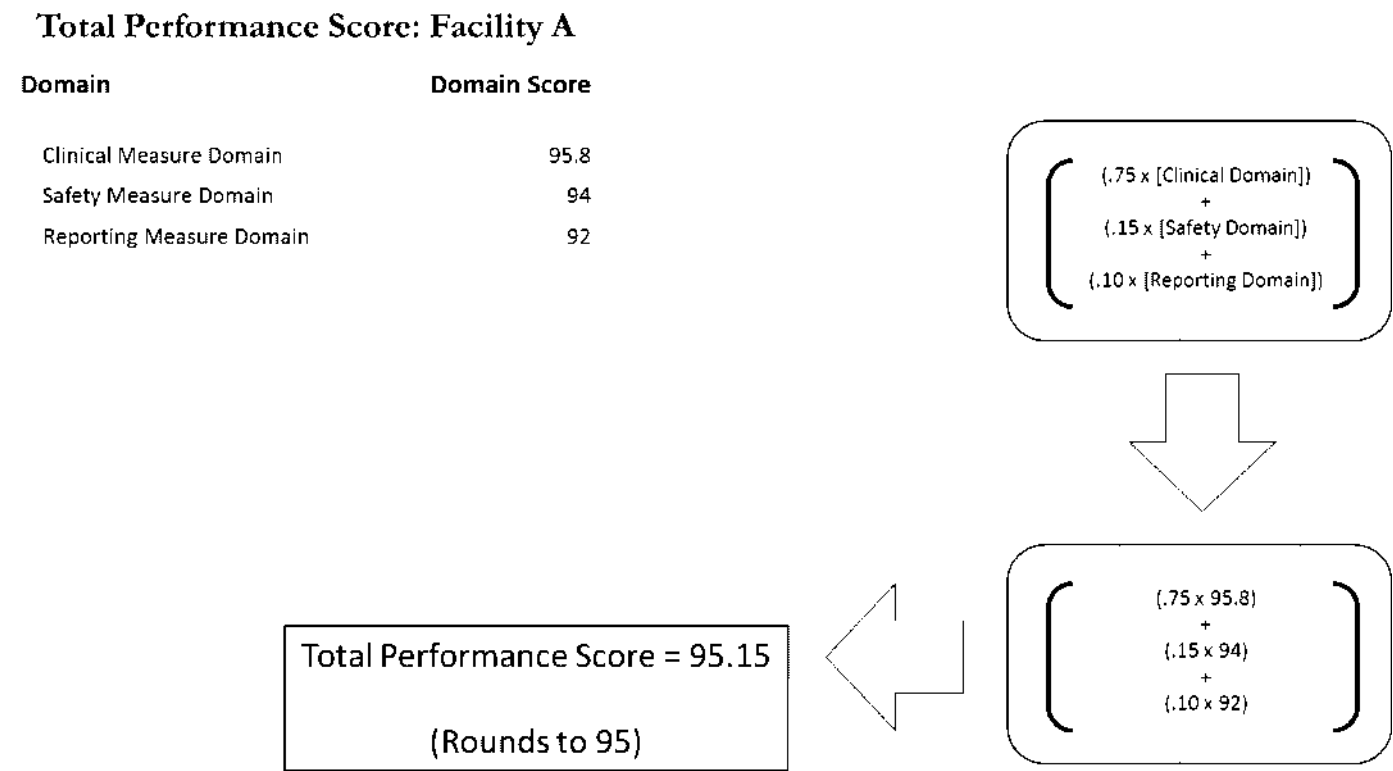 Total Performance Score: Facility A
Domain Domain Score
Clinical Measure Domain 95.8
Safety Measure Domain 94
Reporting Measure Domain 92
(.75 x [Clinical Domain])
+
(.15 x [Safety Domain])
+
(.10 x [Reporting Domain])
(.75 x 95.8)
+
(.15 x 94)
+
(.10 x 92)
Total Performance Score = 95.15
(Rounds to 95)